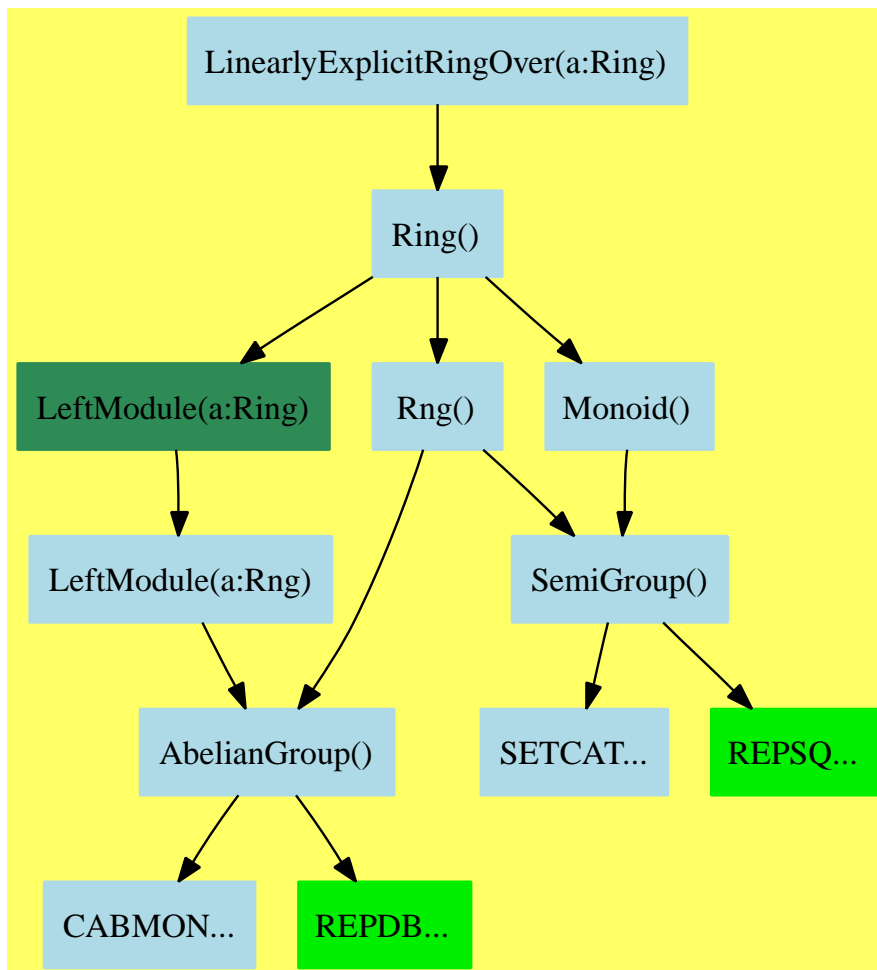 LinearlyExplicitRingOver(a:Ring)
Ring()
LeftModule(a:Ring)
Rng()
Monoid()
LeftModule(a:Rng)
SemiGroup()
AbelianGroup()
SETCAT...
REPSQ...
CABMON...
REPDB...